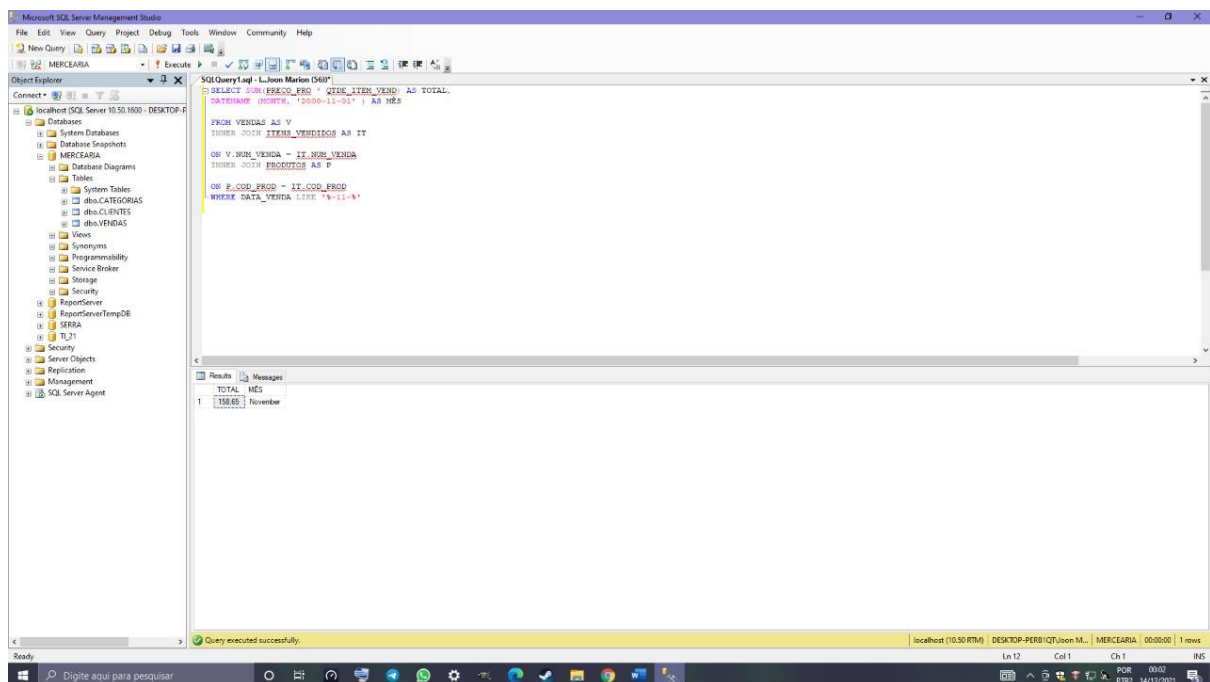 Microsoft SQL Server Management Studio
File Edit View Query Project Debug Tools Window Community Help
New Query
MERCEARIA Execute
Object Explorer
Connect
localhost (SQL Server 10.50.1600 - DESKTOP-P
Databases
System Databases
Database Snapshots
MERCEARIA
Database Diagrams
Tables
System Tables
dbo.CATEGORIAS
dbo.CLIENTES
dbo.VENDAS
Views
Synonyms
Programmability
Service Broker
Storage
Security
ReportServer
ReportServerTempDB
SERRA
TI_21
Security
Server Objects
Replication
Management
SQL Server Agent
SQLQuery1.sql - L...Joon Marion (56))*
SELECT SUM(PRECO_PRO * QTDE_ITEM_VEND) AS TOTAL,
DATENAME (MONTH, '2000-11-01' ) AS MÊS
FROM VENDAS AS V
INNER JOIN ITENS_VENDIDOS AS IT
ON V.NUM_VENDA = IT.NUM_VENDA
INNER JOIN PRODUTOS AS P
ON P.COD_PROD = IT.COD_PROD
WHERE DATA_VENDA LIKE '%-11-%'
Results Messages
TOTAL MÊS
1 158.65 November
Query executed successfully.
localhost (10.50 RTM) DESKTOP-PERB1QT\Joon M... MERCEARIA 00:00:00 1 rows
Ready Ln 12 Col 1 Ch 1 INS
Digite aqui para pesquisar
POR 00:02
PTB2 14/12/2021